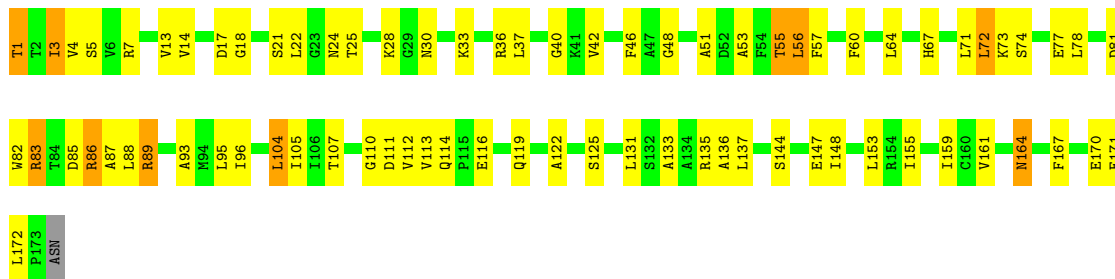 T1 T2 I3 V4 S5 V6 R7 V13 V14 D17 G18 S21 L22 G23 N24 T25 K28 G29 N30 K33 R36 L37 G40 K41 V42 F46 A47 G48 A51 D52 A53 F54 T55 L56 F57 F60 L64 H67 L71 L72 K73 S74 E77 L78
W82 R83 T84 D85 R86 A87 L88 R89 A93 M94 L95 I96 L104 I105 I106 T107 G110 D111 V112 V113 Q114 P115 E116 Q119 A122 S125 L131 S132 A133 A134 R135 A136 L137 S144 E147 I148 L153 R154 I155 I159 C160 V161 N164 F167 E170
L172 P173 ASN